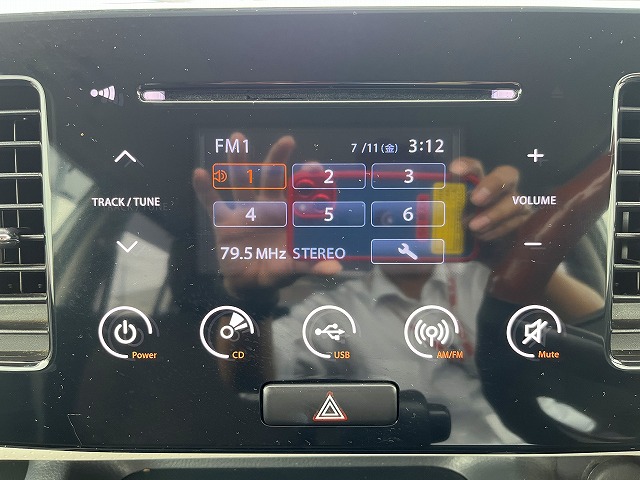 FM1 7/11(金) 3:12
1 2 3
TRACK / TUNE
VOLUME
4 5 6
79.5 MHz STEREO
Power CD USB AM/FM Mute